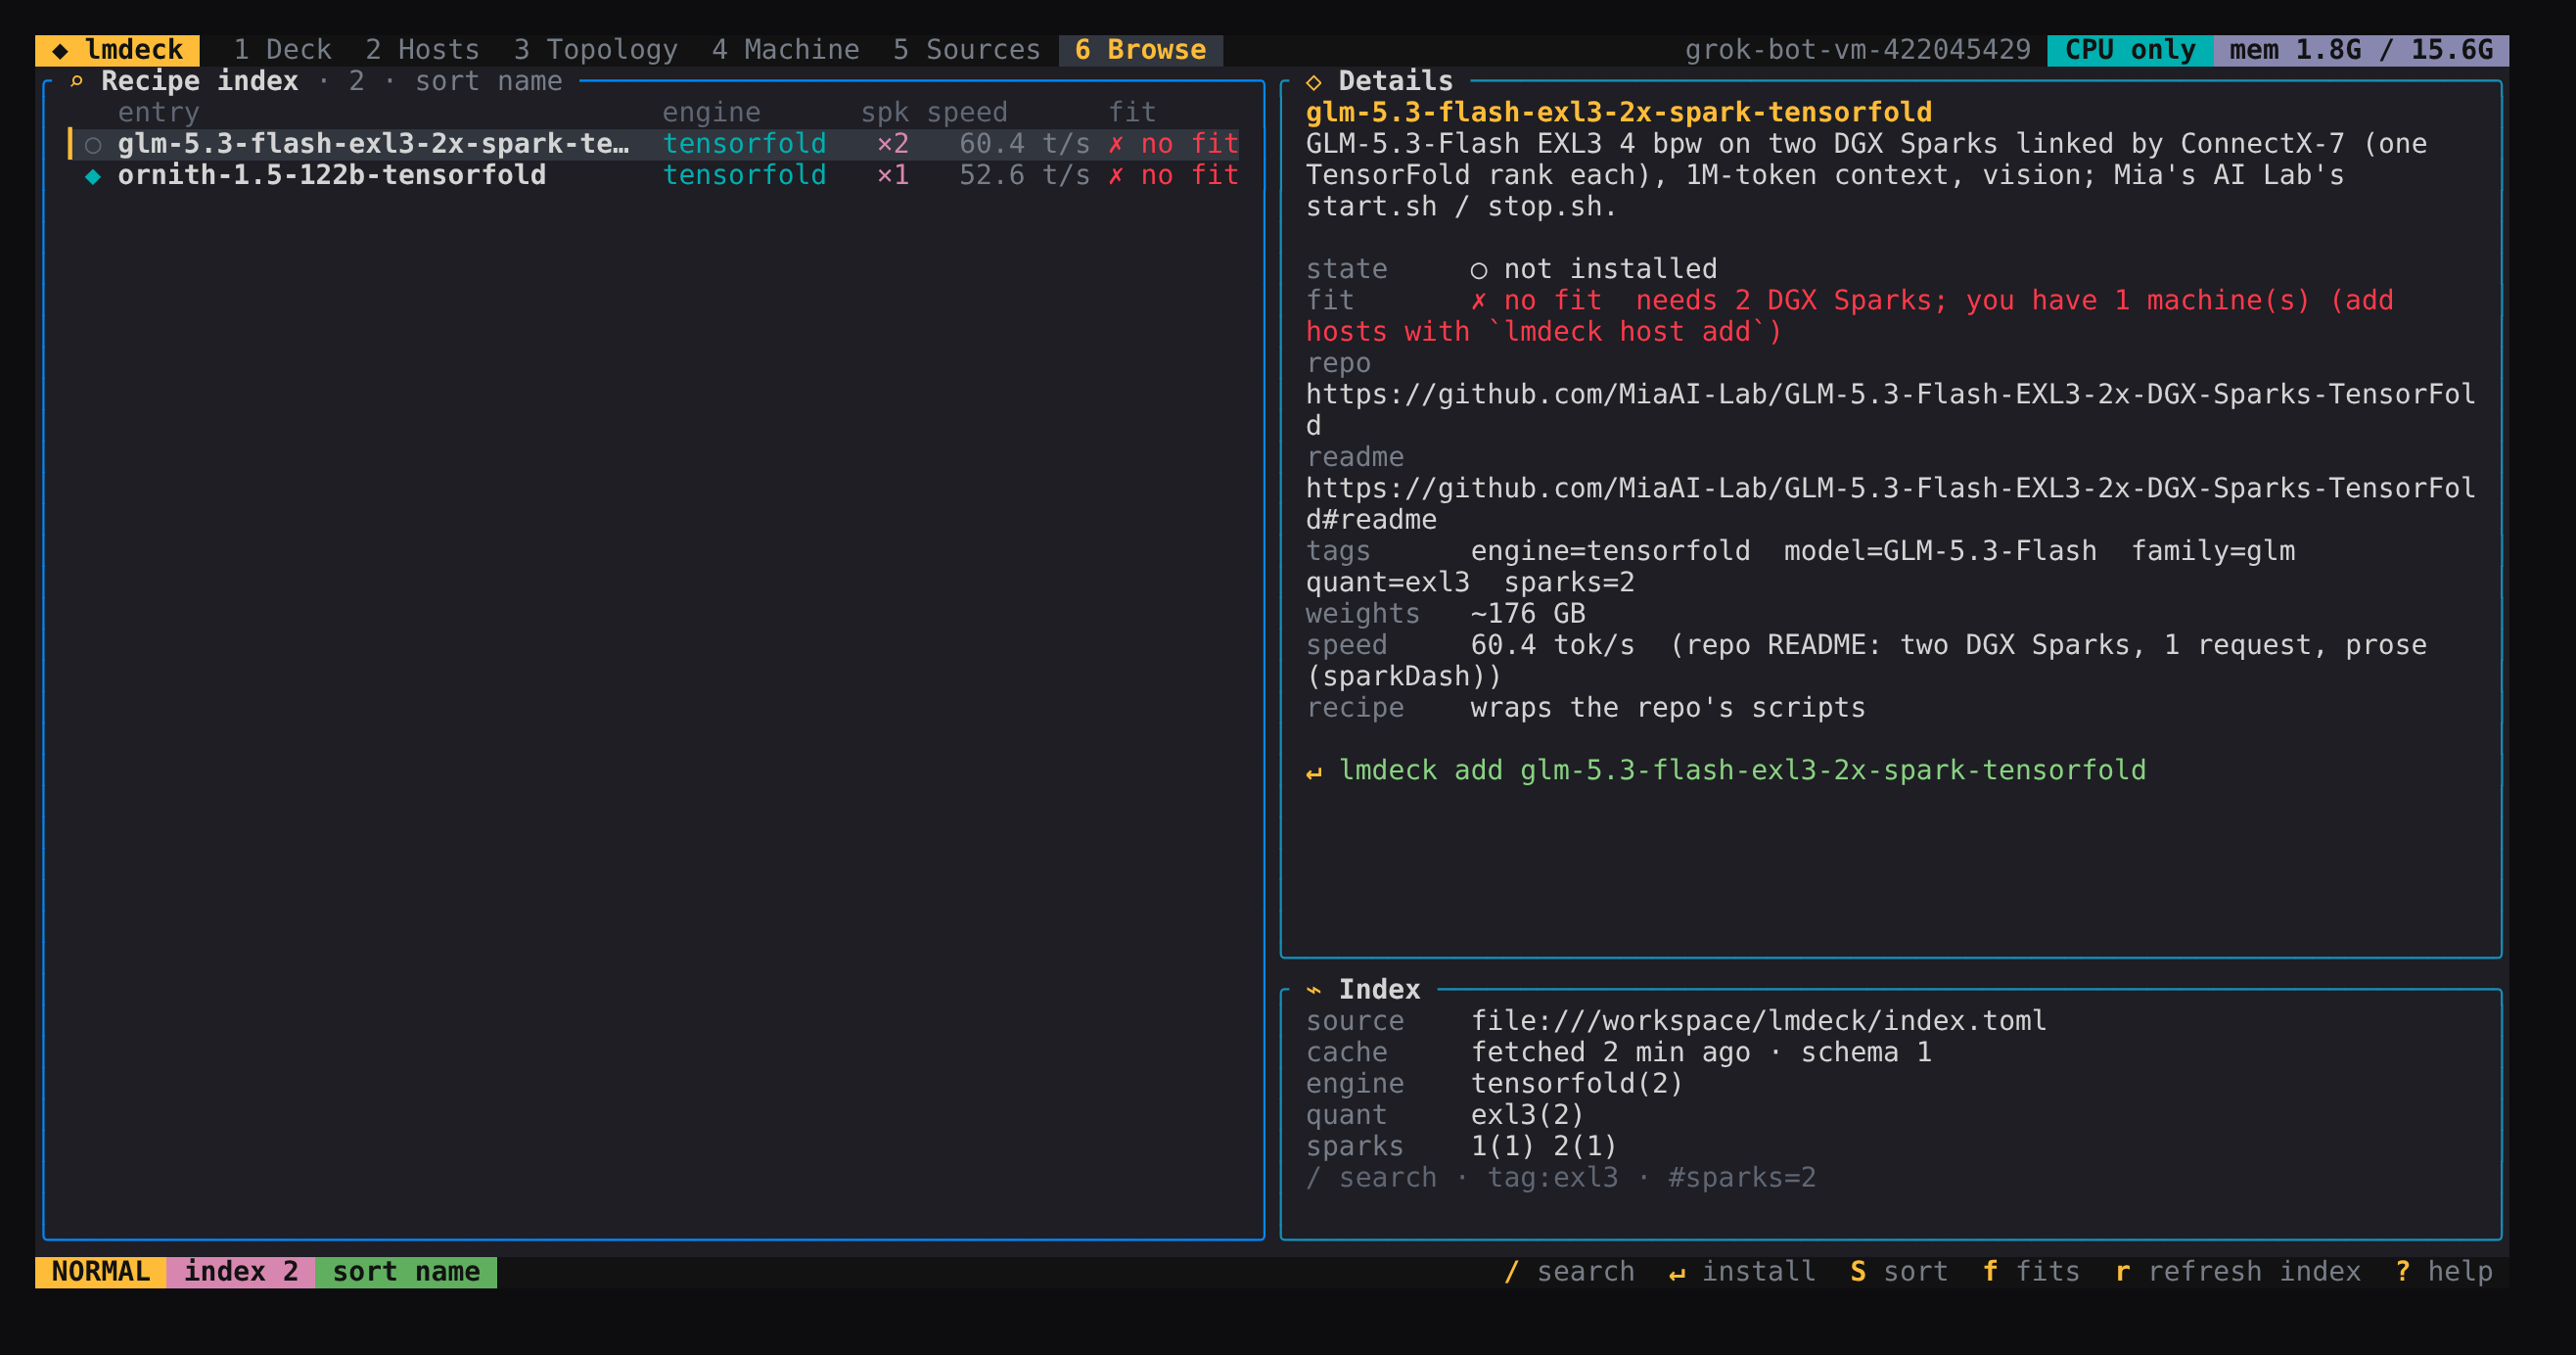 ◆ lmdeck 1 Deck 2 Hosts 3 Topology 4 Machine 5 Sources 6 Browse grok-bot-vm-422045429 CPU only mem 1.8G / 15.6G
⌕ Recipe index · 2 · sort name
entry engine spk speed fit
○ glm-5.3-flash-exl3-2x-spark-te… tensorfold ×2 60.4 t/s ✗ no fit
◆ ornith-1.5-122b-tensorfold tensorfold ×1 52.6 t/s ✗ no fit
◇ Details
glm-5.3-flash-exl3-2x-spark-tensorfold
GLM-5.3-Flash EXL3 4 bpw on two DGX Sparks linked by ConnectX-7 (one
TensorFold rank each), 1M-token context, vision; Mia's AI Lab's
start.sh / stop.sh.
state ○ not installed
fit ✗ no fit needs 2 DGX Sparks; you have 1 machine(s) (add
hosts with `lmdeck host add`)
repo
https://github.com/MiaAI-Lab/GLM-5.3-Flash-EXL3-2x-DGX-Sparks-TensorFol
d
readme
https://github.com/MiaAI-Lab/GLM-5.3-Flash-EXL3-2x-DGX-Sparks-TensorFol
d#readme
tags engine=tensorfold model=GLM-5.3-Flash family=glm
quant=exl3 sparks=2
weights ~176 GB
speed 60.4 tok/s (repo README: two DGX Sparks, 1 request, prose
(sparkDash))
recipe wraps the repo's scripts
↵ lmdeck add glm-5.3-flash-exl3-2x-spark-tensorfold
⌁ Index
source file:///workspace/lmdeck/index.toml
cache fetched 2 min ago · schema 1
engine tensorfold(2)
quant exl3(2)
sparks 1(1) 2(1)
/ search · tag:exl3 · #sparks=2
NORMAL index 2 sort name / search ↵ install S sort f fits r refresh index ? help